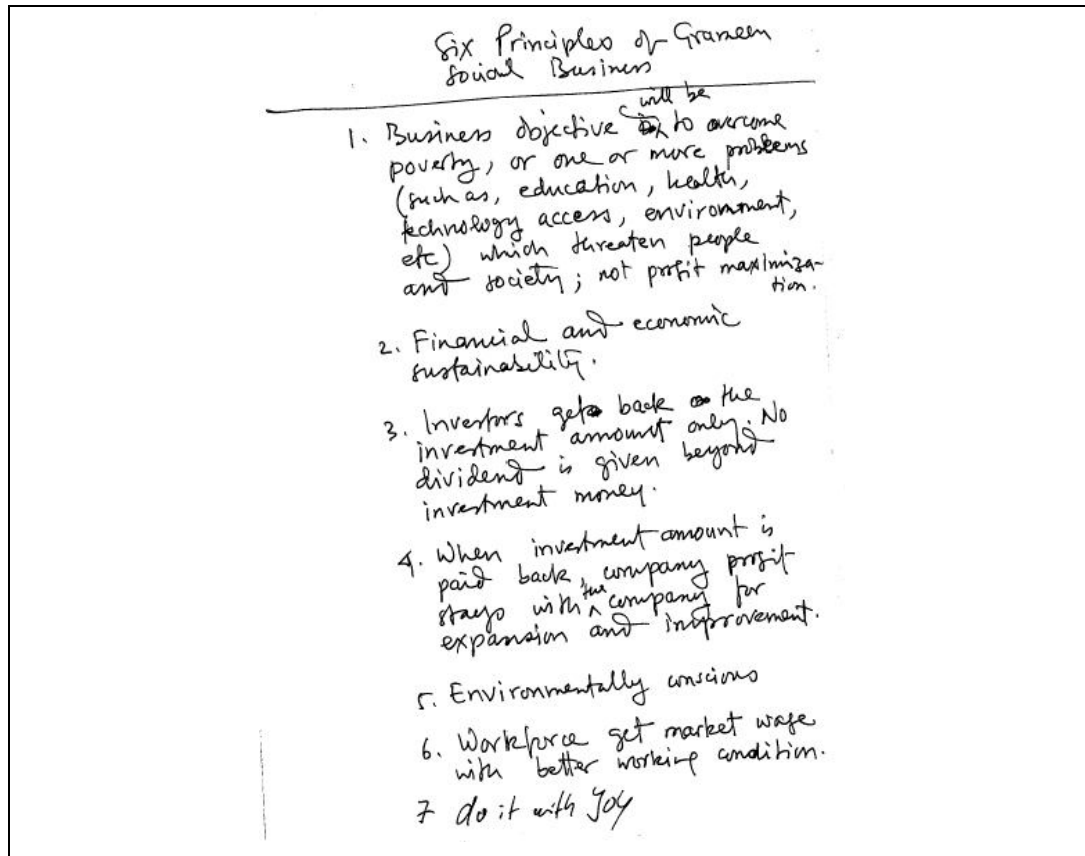 Six Principles of Grameen
Social Business
1. Business objective will be to overcome
poverty, or one or more problems
(such as, education, health,
technology access, environment,
etc) which threaten people
and society; not profit maximiza-
tion.
2. Financial and economic
sustainability.
3. Investors get back the
investment amount only. No
dividend is given beyond
investment money.
4. When investment amount is
paid back, company profit
stays with the company for
expansion and improvement.
5. Environmentally conscious
6. Workforce get market wage
with better working condition.
7 do it with Joy